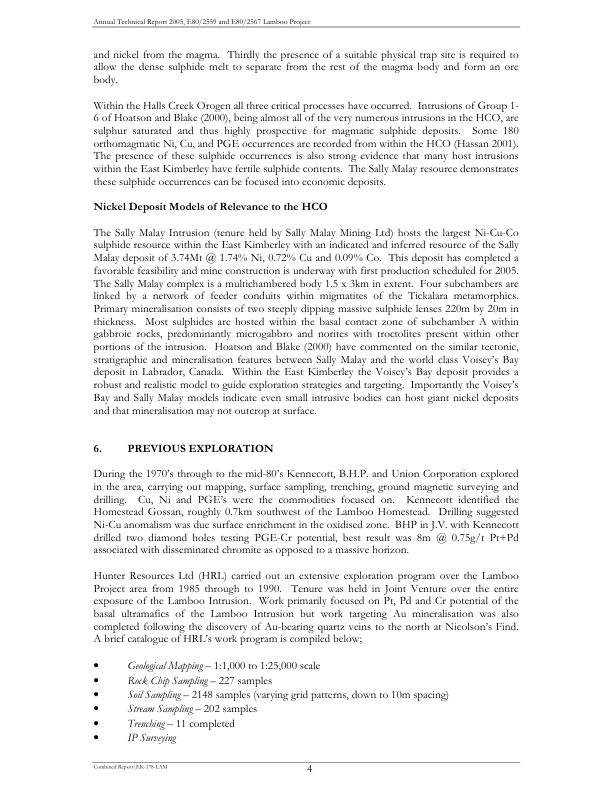 Annual Technical Report 2005, E80/2559 and E80/2567 Lamboo Project
and nickel from the magma. Thirdly the presence of a suitable physical trap site is required to
allow the dense sulphide melt to separate from the rest of the magma body and form an ore
body.
Within the Halls Creek Orogen all three critical processes have occurred. Intrusions of Group 1-
6 of Hoatson and Blake (2000), being almost all of the very numerous intrusions in the HCO, are
sulphur saturated and thus highly prospective for magmatic sulphide deposits. Some 180
orthomagmatic Ni, Cu, and PGE occurrences are recorded from within the HCO (Hassan 2001).
The presence of these sulphide occurrences is also strong evidence that many host intrusions
within the East Kimberley have fertile sulphide contents. The Sally Malay resource demonstrates
these sulphide occurrences can be focused into economic deposits.
Nickel Deposit Models of Relevance to the HCO
The Sally Malay Intrusion (tenure held by Sally Malay Mining Ltd) hosts the largest Ni-Cu-Co
sulphide resource within the East Kimberley with an indicated and inferred resource of the Sally
Malay deposit of 3.74Mt @ 1.74% Ni, 0.72% Cu and 0.09% Co. This deposit has completed a
favorable feasibility and mine construction is underway with first production scheduled for 2005.
The Sally Malay complex is a multichambered body 1.5 x 3km in extent. Four subchambers are
linked by a network of feeder conduits within migmatites of the Tickalara metamorphics.
Primary mineralisation consists of two steeply dipping massive sulphide lenses 220m by 20m in
thickness. Most sulphides are hosted within the basal contact zone of subchamber A within
gabbroic rocks, predominantly microgabbro and norites with troctolites present within other
portions of the intrusion. Hoatson and Blake (2000) have commented on the similar tectonic,
stratigraphic and mineralisation features between Sally Malay and the world class Voisey's Bay
deposit in Labrador, Canada. Within the East Kimberley the Voisey's Bay deposit provides a
robust and realistic model to guide exploration strategies and targeting. Importantly the Voisey's
Bay and Sally Malay models indicate even small intrusive bodies can host giant nickel deposits
and that mineralisation may not outcrop at surface.
6. PREVIOUS EXPLORATION
During the 1970's through to the mid-80's Kennecott, B.H.P. and Union Corporation explored
in the area, carrying out mapping, surface sampling, trenching, ground magnetic surveying and
drilling. Cu, Ni and PGE's were the commodities focused on. Kennecott identified the
Homestead Gossan, roughly 0.7km southwest of the Lamboo Homestead. Drilling suggested
Ni-Cu anomalism was due surface enrichment in the oxidised zone. BHP in J.V. with Kennecott
drilled two diamond holes testing PGE-Cr potential, best result was 8m @ 0.75g/t Pt+Pd
associated with disseminated chromite as opposed to a massive horizon.
Hunter Resources Ltd (HRL) carried out an extensive exploration program over the Lamboo
Project area from 1985 through to 1990. Tenure was held in Joint Venture over the entire
exposure of the Lamboo Intrusion. Work primarily focused on Pt, Pd and Cr potential of the
basal ultramafics of the Lamboo Intrusion but work targeting Au mineralisation was also
completed following the discovery of Au-bearing quartz veins to the north at Nicolson's Find.
A brief catalogue of HRL's work program is compiled below;
• Geological Mapping – 1:1,000 to 1:25,000 scale
• Rock Chip Sampling – 227 samples
• Soil Sampling – 2148 samples (varying grid patterns, down to 10m spacing)
• Stream Sampling – 202 samples
• Trenching – 11 completed
• IP Surveying
Combined Report\EK-178-LAM
4